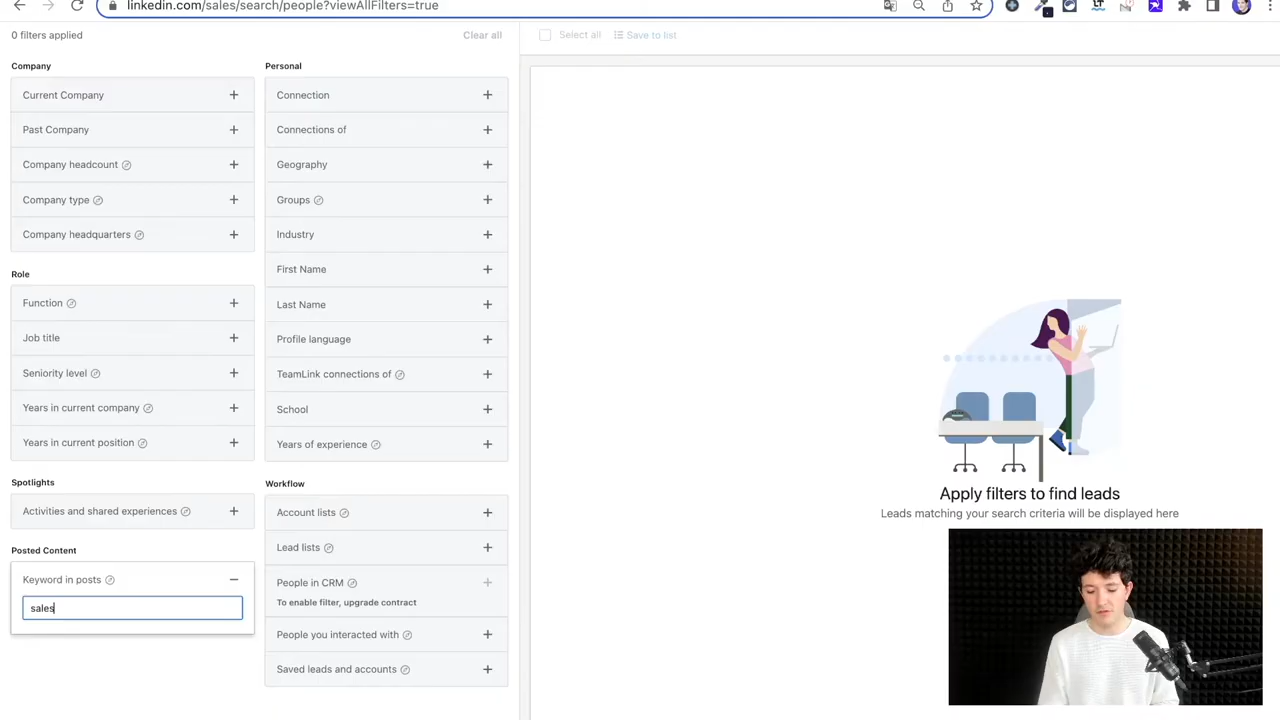 linkedin.com/sales/search/people?viewAllFilters=true
0 filters applied
Clear all
Select all
Save to list
Company
Current Company
Past Company
Company headcount
Company type
Company headquarters
Role
Function
Job title
Seniority level
Years in current company
Years in current position
Spotlights
Activities and shared experiences
Posted Content
Keyword in posts
sales
Personal
Connection
Connections of
Geography
Groups
Industry
First Name
Last Name
Profile language
TeamLink connections of
School
Years of experience
Workflow
Account lists
Lead lists
People in CRM
To enable filter, upgrade contract
People you interacted with
Saved leads and accounts
Apply filters to find leads
Leads matching your search criteria will be displayed here